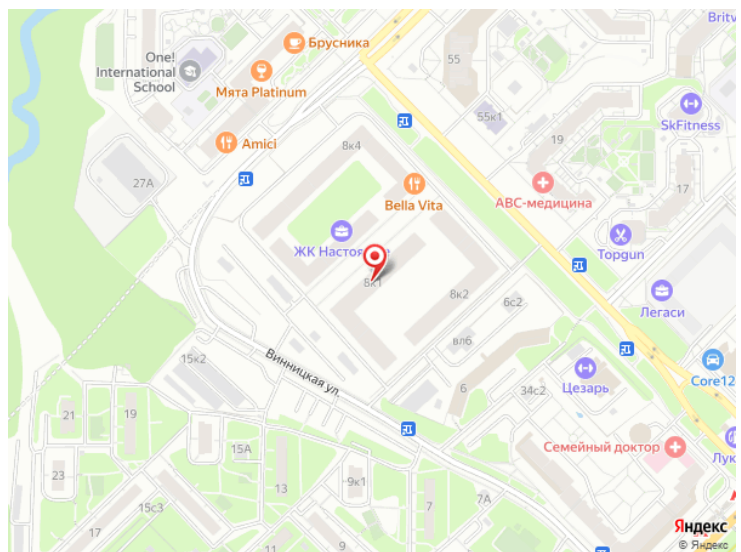 Britv
Брусника
One!
International
School
55
Мята Platinum
55к1
SkFitness
Amici
8к4
19
27А
17
АВС-медицина
Bella Vita
ЖК Насто
е
Topgun
8к1
8к2
6с2
Легаси
вл6
15к2
Винницкая ул.
Core12
Цезарь
6
34с2
21
19
15А
Семейный доктор
Лук
23
13
9к1
7А
15с3
17
11
9
7
Яндекс
© Яндекс